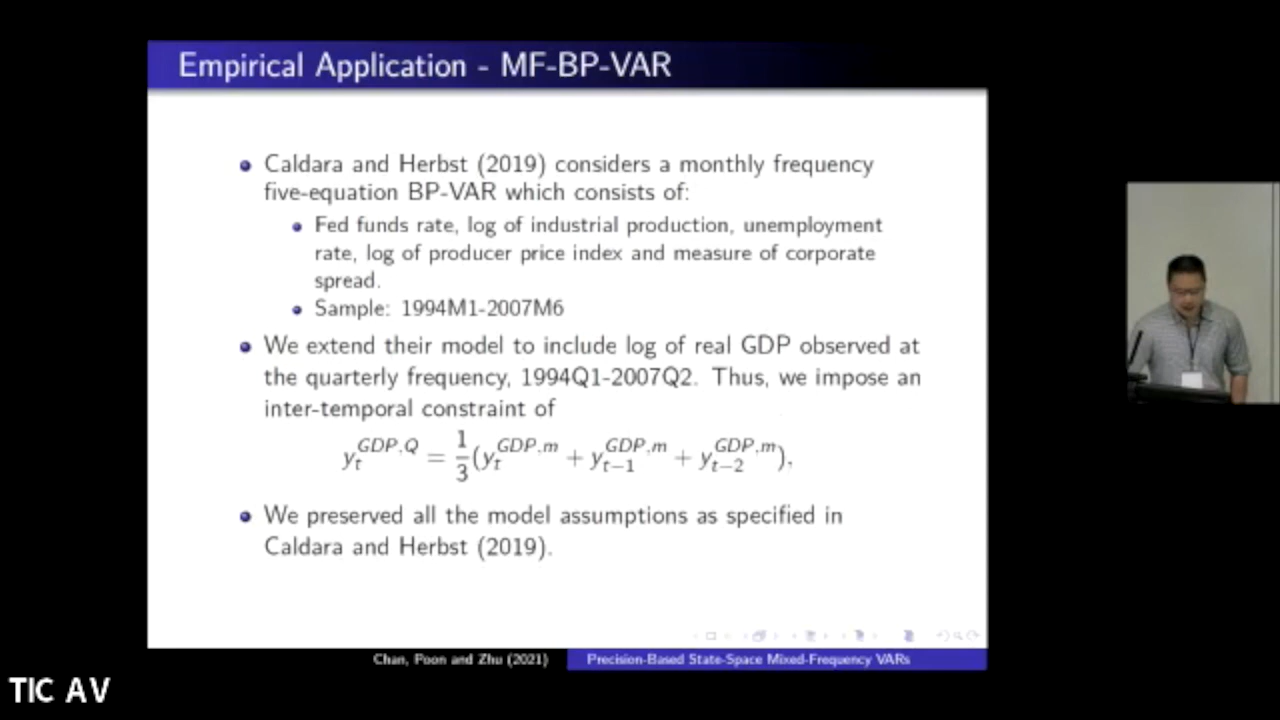 Empirical Application - MF-BP-VAR
Caldara and Herbst (2019) considers a monthly frequency
five-equation BP-VAR which consists of:
Fed funds rate, log of industrial production, unemployment
rate, log of producer price index and measure of corporate
spread.
Sample: 1994M1-2007M6
We extend their model to include log of real GDP observed at
the quarterly frequency, 1994Q1-2007Q2. Thus, we impose an
inter-temporal constraint of
y_t^{GDP,Q} = \frac{1}{3}(y_t^{GDP,m} + y_{t-1}^{GDP,m} + y_{t-2}^{GDP,m}),
We preserved all the model assumptions as specified in
Caldara and Herbst (2019).
Chan, Poon and Zhu (2021)
Precision-Based State-Space Mixed-Frequency VARs
TIC AV